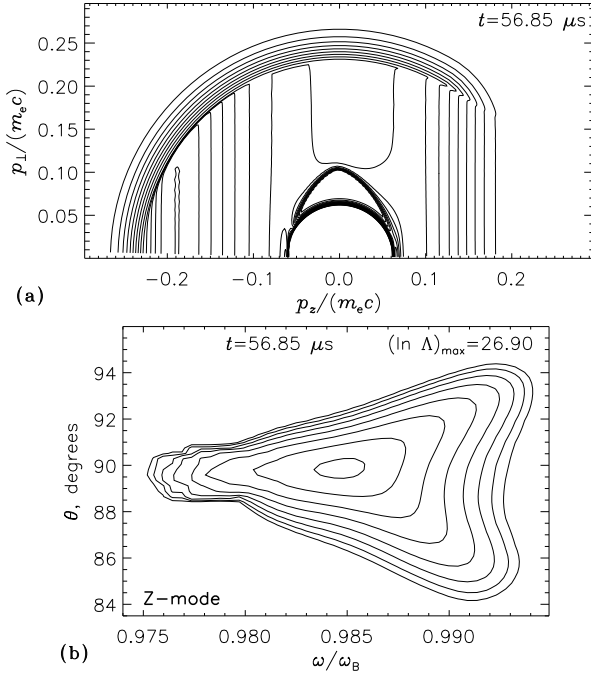 t=56.85 μs
p⊥/(mₑc)
0.25
0.20
0.15
0.10
0.05
-0.2 -0.1 0.0 0.1 0.2
p_z/(mₑc)
(a)
t=56.85 μs (ln Λ)max=26.90
θ, degrees
94
92
90
88
86
84
Z-mode
0.975 0.980 0.985 0.990
ω/ω_B
(b)